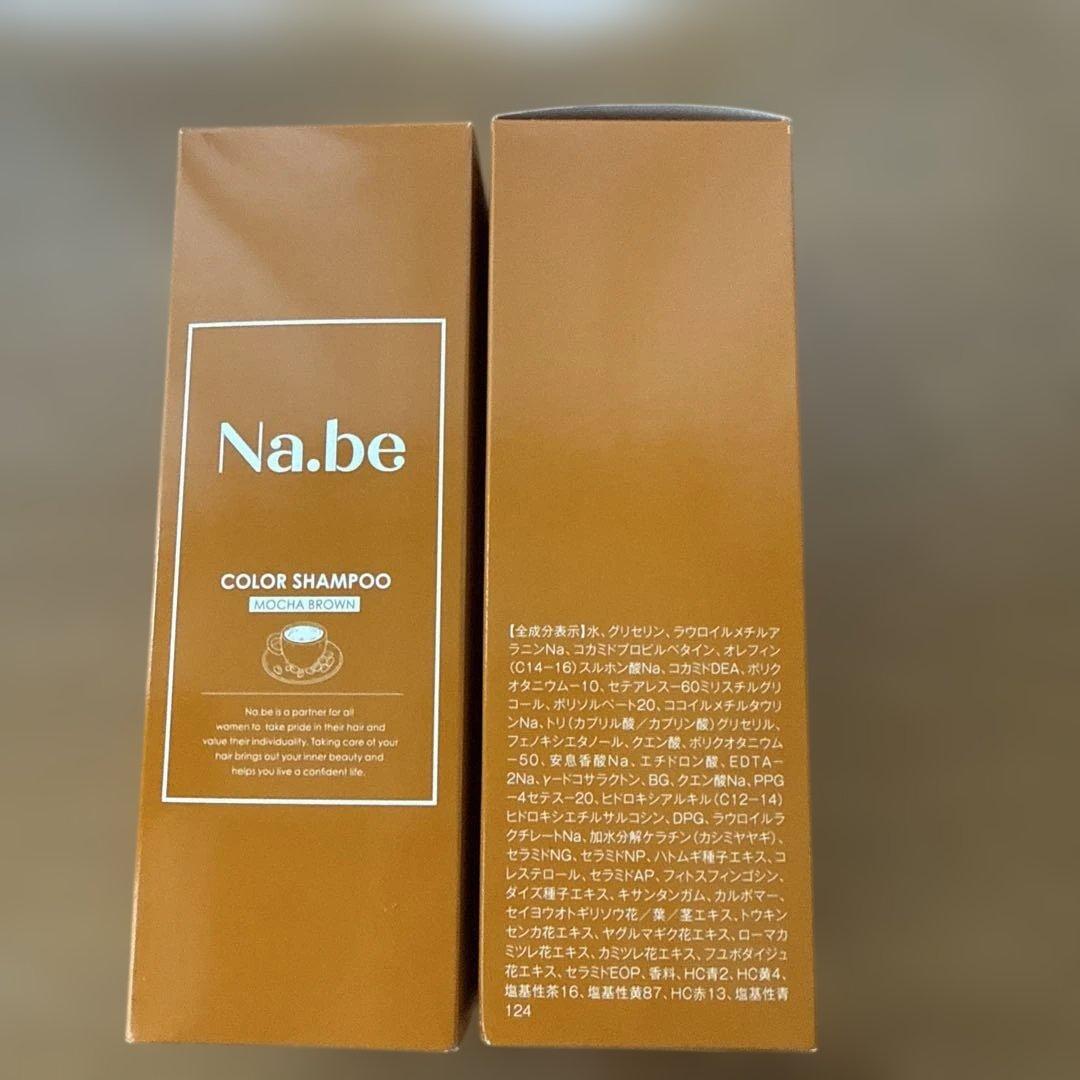 Na.be
COLOR SHAMPOO
MOCHA BROWN
Na.be is a partner for all
women to take pride in their hair and
value their individuality. Taking care of your
hair brings out your inner beauty and
helps you live a confident life.
【全成分表示】水、グリセリン、ラウロイルメチルア
ラニンNa、コカミドプロピルベタイン、オレフィン
(C14-16)スルホン酸Na、コカミドDEA、ポリク
オタニウム-10、セテアレス-60ミリスチルグリ
コール、ポリソルベート20、ココイルメチルタウリ
ンNa、トリ(カプリル酸/カプリン酸)グリセリル、
フェノキシエタノール、クエン酸、ポリクオタニウム
-50、安息香酸Na、エチドロン酸、EDTA-
2Na、γ-ドコサラクトン、BG、クエン酸Na、PPG
-4セテス-20、ヒドロキシアルキル(C12-14)
ヒドロキシエチルサルコシン、DPG、ラウロイルラ
クチレートNa、加水分解ケラチン(カシミヤヤギ)、
セラミドNG、セラミドNP、ハトムギ種子エキス、コ
レステロール、セラミドAP、フィトスフィンゴシン、
ダイズ種子エキス、キサンタンガム、カルボマー、
セイヨウオトギリソウ花/葉/茎エキス、トウキン
センカ花エキス、ヤグルマギク花エキス、ローマカ
ミツレ花エキス、カミツレ花エキス、フユボダイジュ
花エキス、セラミドEOP、香料、HC青2、HC黄4、
塩基性茶16、塩基性黄87、HC赤13、塩基性青
124